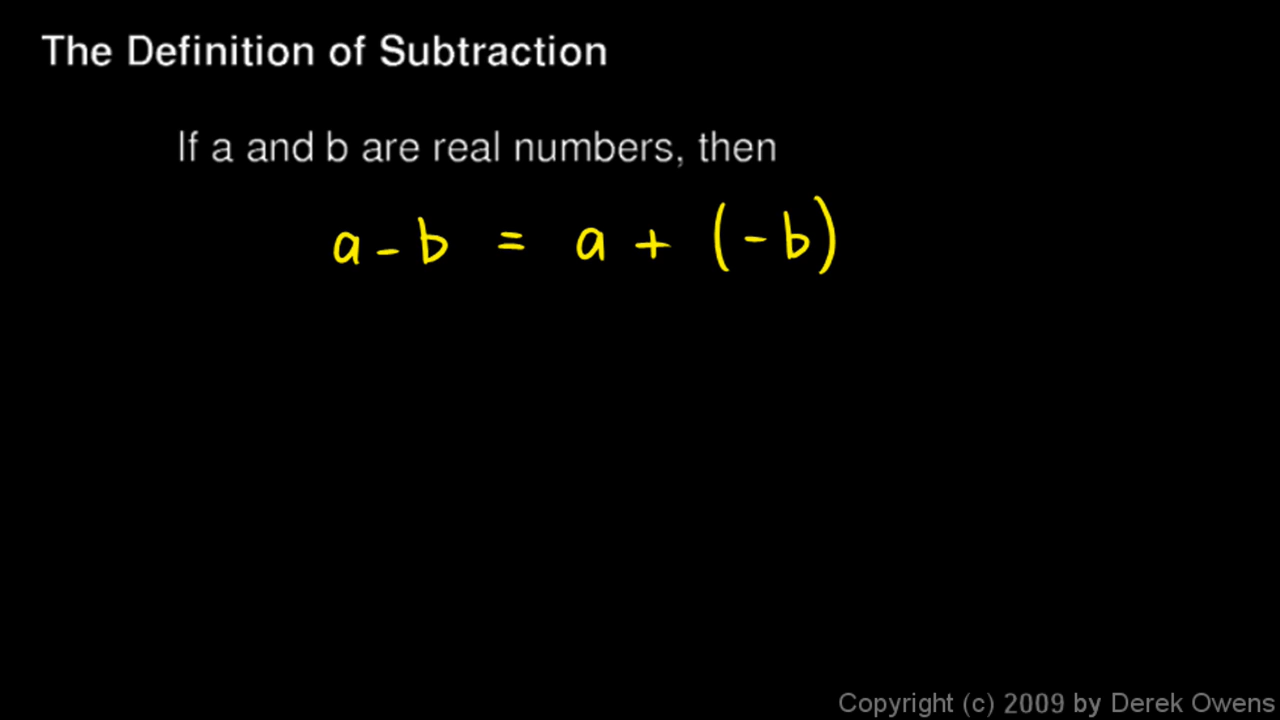 The Definition of Subtraction
If a and b are real numbers, then
a - b = a + (-b)
Copyright (c) 2009 by Derek Owens